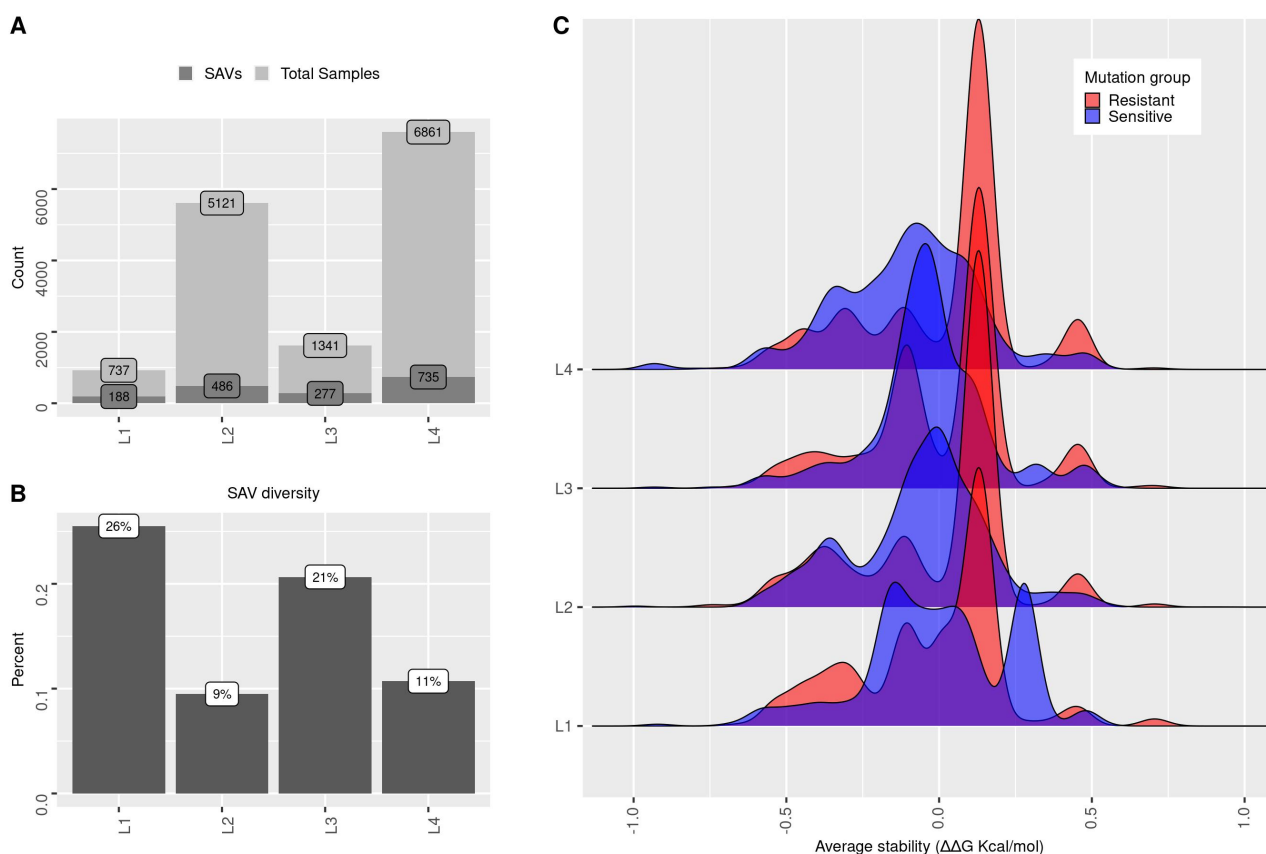 A
SAVs Total Samples
Count
0 2000 4000 6000
737
188
5121
486
1341
277
6861
735
L1 L2 L3 L4
B
SAV diversity
Percent
0.0 0.1 0.2
26%
9%
21%
11%
L1 L2 L3 L4
C
Mutation group
Resistant
Sensitive
L4
L3
L2
L1
-1.0 -0.5 0.0 0.5 1.0
Average stability (ΔΔG Kcal/mol)